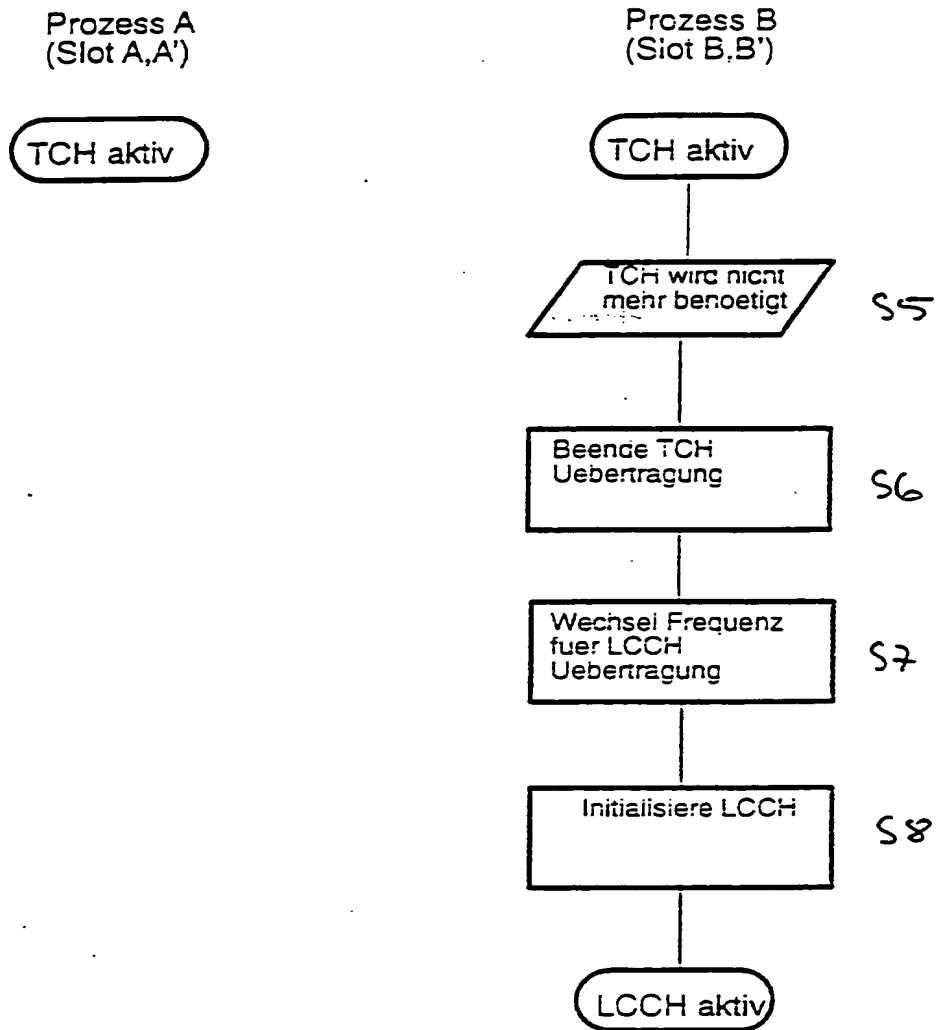 Prozess A
(Slot A,A')
Prozess B
(Slot B,B')
TCH aktiv
TCH aktiv
TCH wird nicht
mehr benoetigt
S5
Beende TCH
Uebertragung
S6
Wechsel Frequenz
fuer LCCH
Uebertragung
S7
Initialisiere LCCH
S8
LCCH aktiv